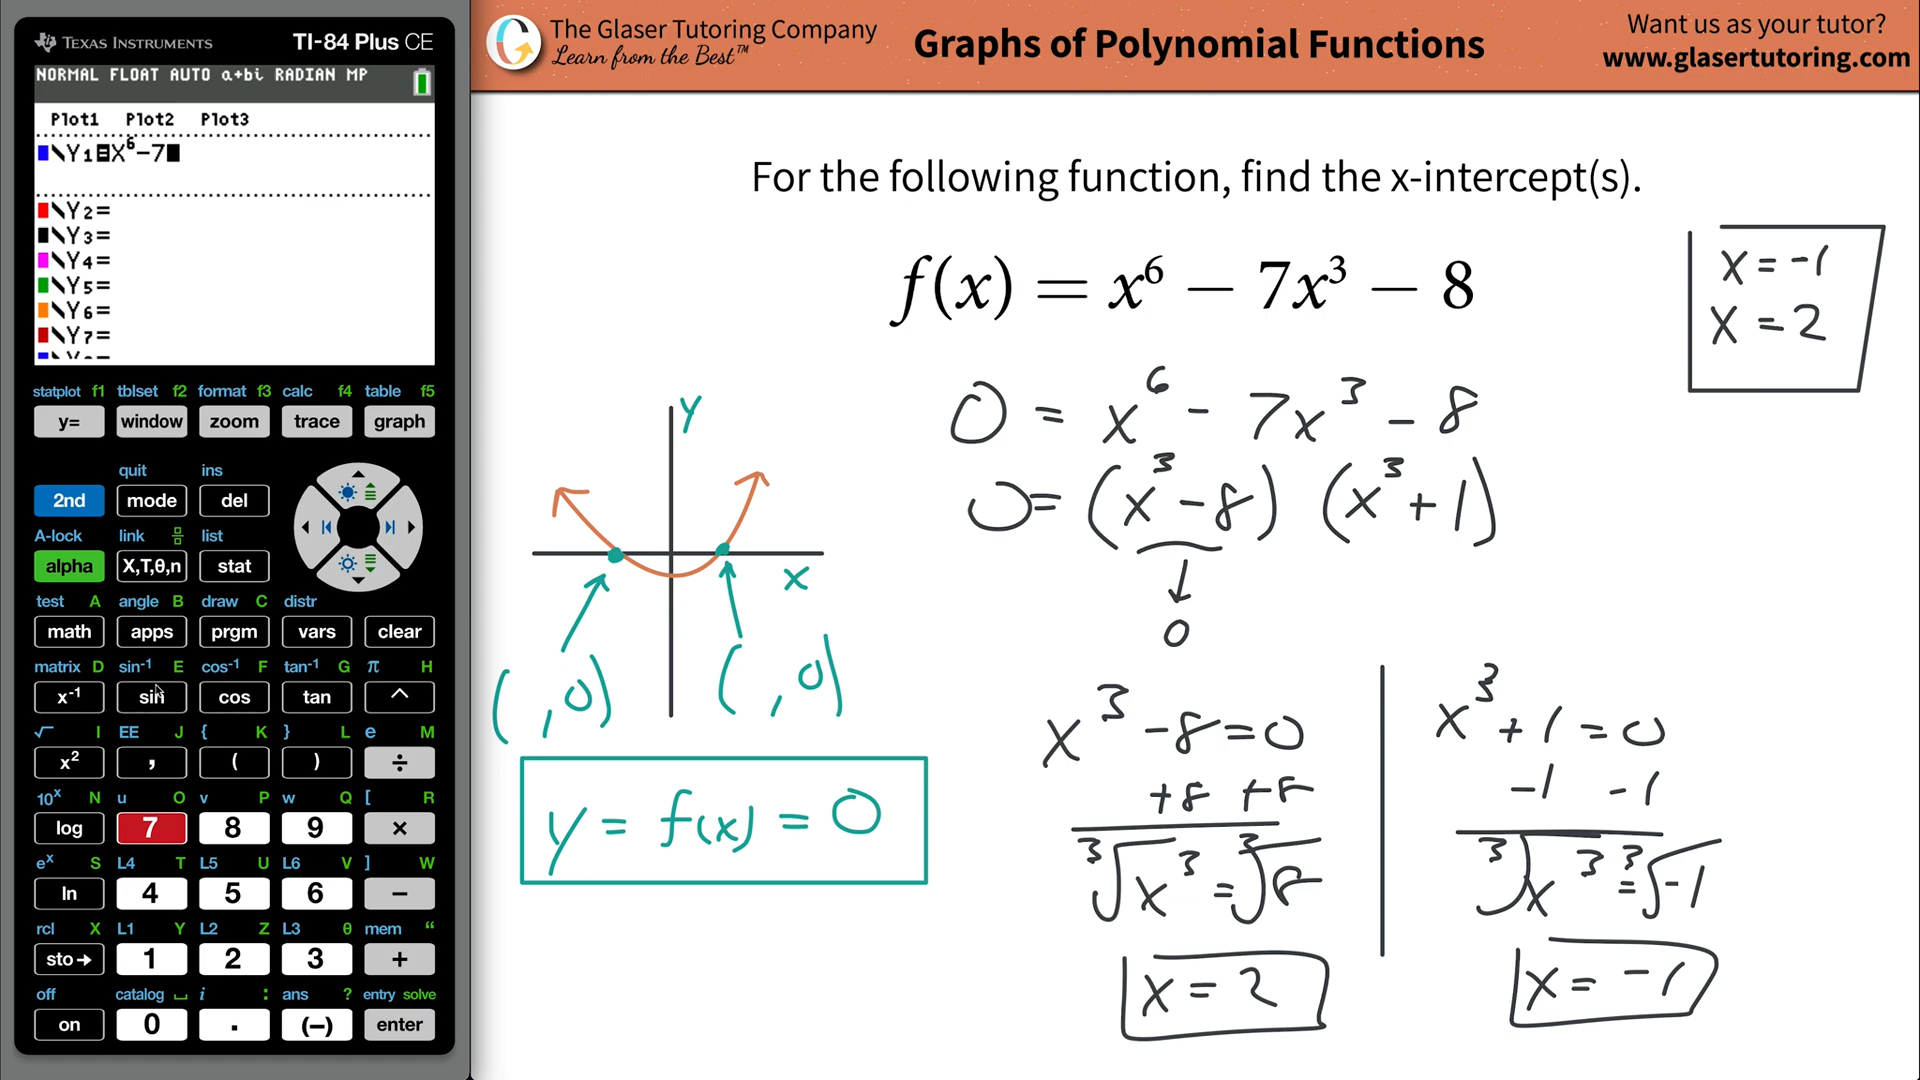 TEXAS INSTRUMENTS TI-84 Plus CE
NORMAL FLOAT AUTO a+bi RADIAN MP
Plot1 Plot2 Plot3
\Y1=X⁶-7
\Y2=
\Y3=
\Y4=
\Y5=
\Y6=
\Y7=
statplot f1 tblset f2 format f3 calc f4 table f5
y= window zoom trace graph
quit ins
2nd mode del
A-lock link list
alpha X,T,θ,n stat
test A angle B draw C distr
math apps prgm vars clear
matrix D sin⁻¹ E cos⁻¹ F tan⁻¹ G π H
x⁻¹ sin cos tan ^
√ I EE J { K } L e M
x² , ( ) ÷
10ˣ N u O v P w Q [ R
log 7 8 9 ×
eˣ S L4 T L5 U L6 V ] W
ln 4 5 6 −
rcl X L1 Y L2 Z L3 θ mem "
sto→ 1 2 3 +
off catalog ⎵ i : ans ? entry solve
on 0 . (−) enter
The Glaser Tutoring Company
Learn from the Best™
Graphs of Polynomial Functions
Want us as your tutor?
www.glasertutoring.com
For the following function, find the x-intercept(s).
f(x) = x⁶ − 7x³ − 8
x = -1
x = 2
0 = x⁶ - 7x³ - 8
0 = (x³ - 8) (x³ + 1)
0
y
x
( , 0) ( , 0)
y = f(x) = 0
x³ - 8 = 0
+8 +8
∛x³ = ∛8
x = 2
x³ + 1 = 0
-1 -1
∛x³ = ∛-1
x = -1